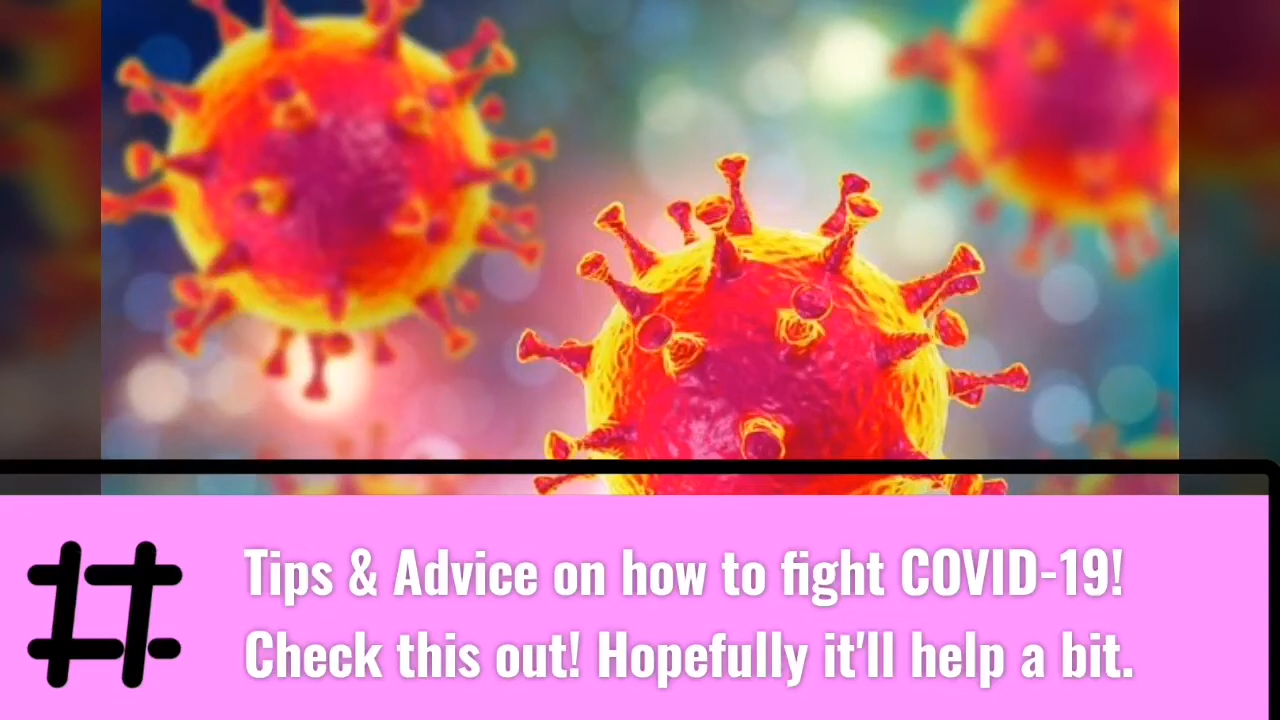 Tips & Advice on how to fight COVID-19!
Check this out! Hopefully it'll help a bit.